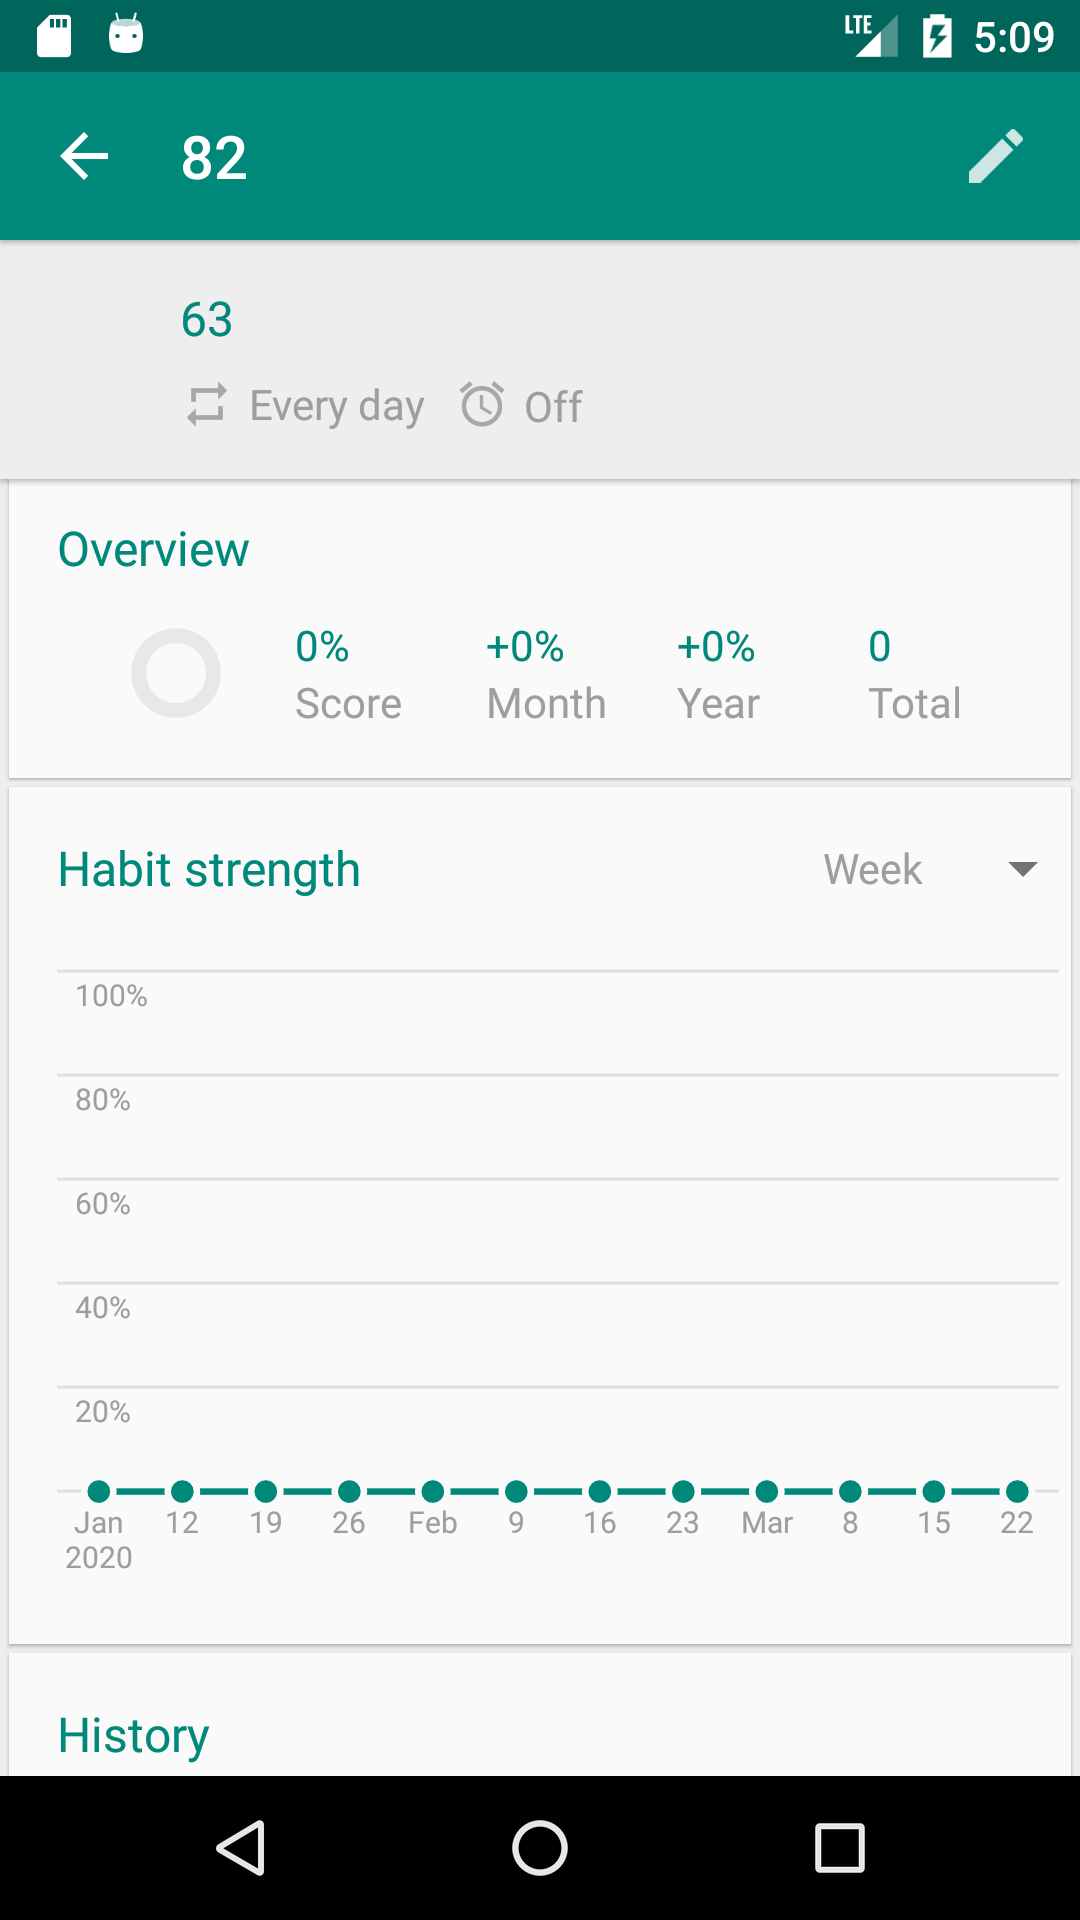 LTE 5:09
82
63
Every day Off
Overview
0% +0% +0% 0
Score Month Year Total
Habit strength Week
100%
80%
60%
40%
20%
Jan 12 19 26 Feb 9 16 23 Mar 8 15 22
2020
History